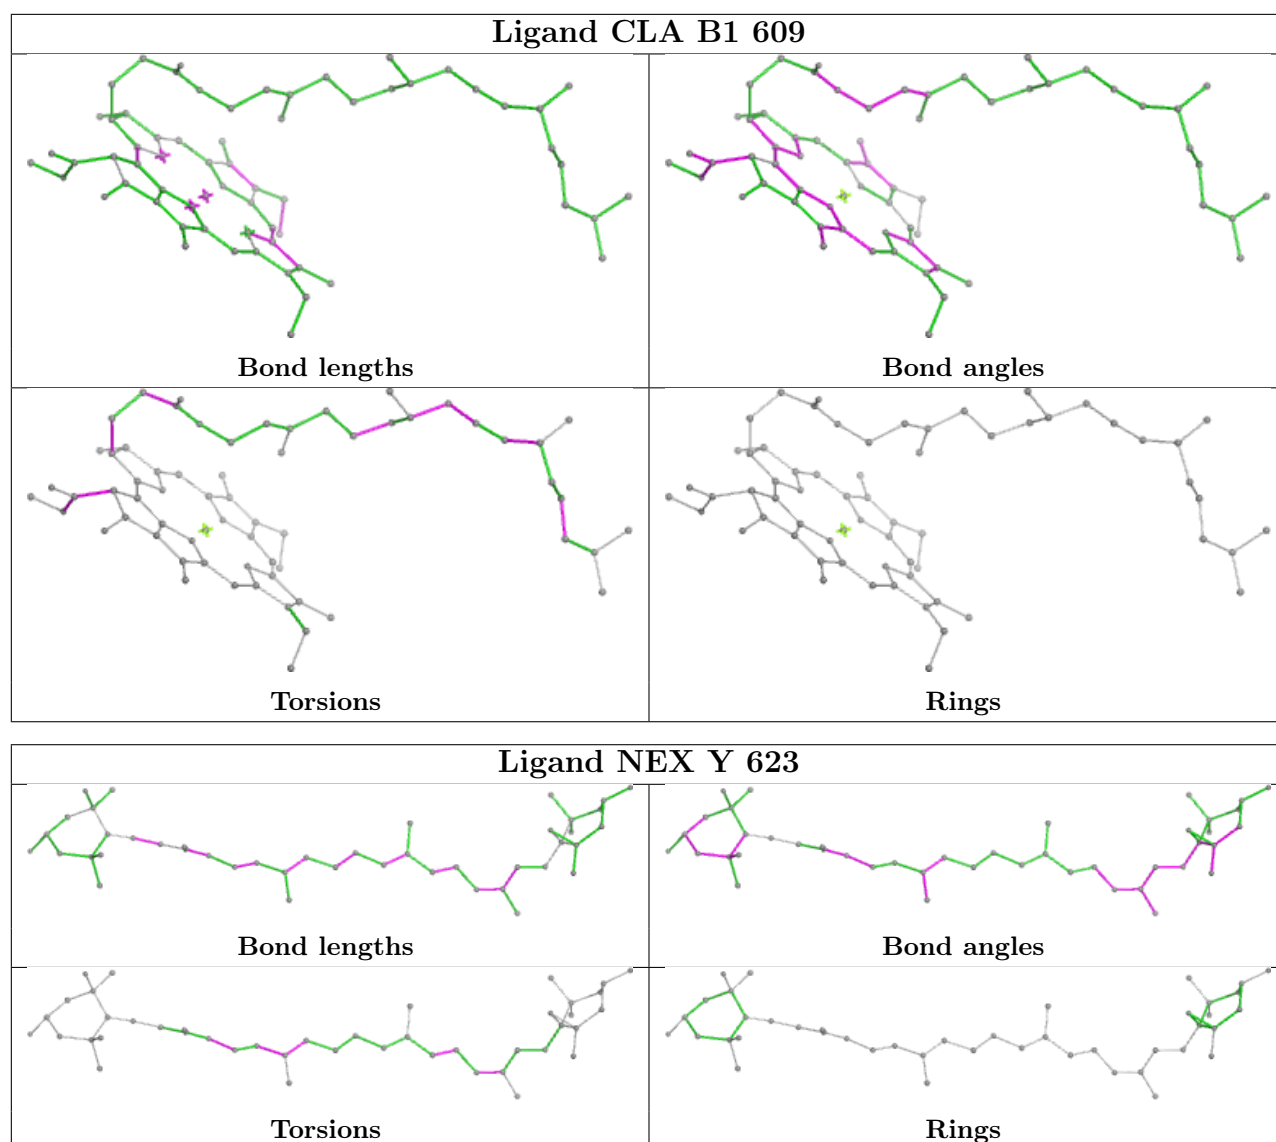 Ligand CLA B1 609
Bond lengths
Bond angles
Torsions
Rings
Ligand NEX Y 623
Bond lengths
Bond angles
Torsions
Rings